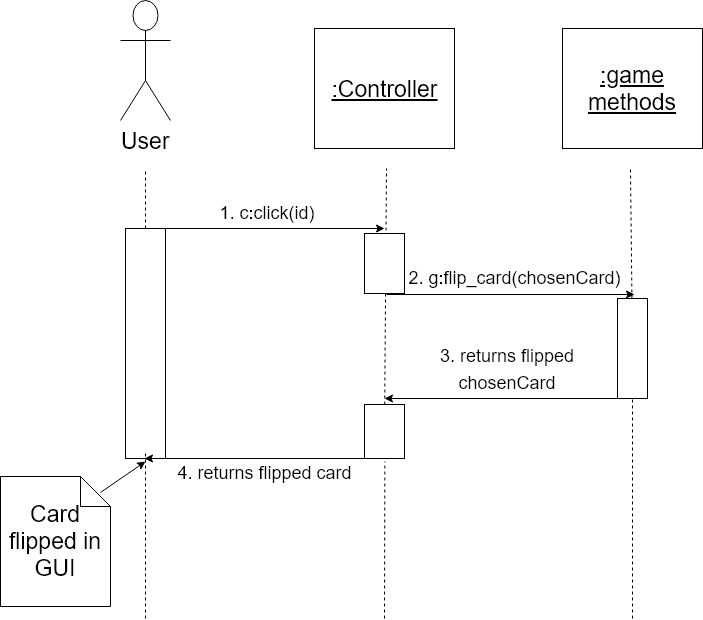 User
:Controller
:game
methods
1. c:click(id)
2. g:flip_card(chosenCard)
3. returns flipped
chosenCard
4. returns flipped card
Card
flipped in
GUI